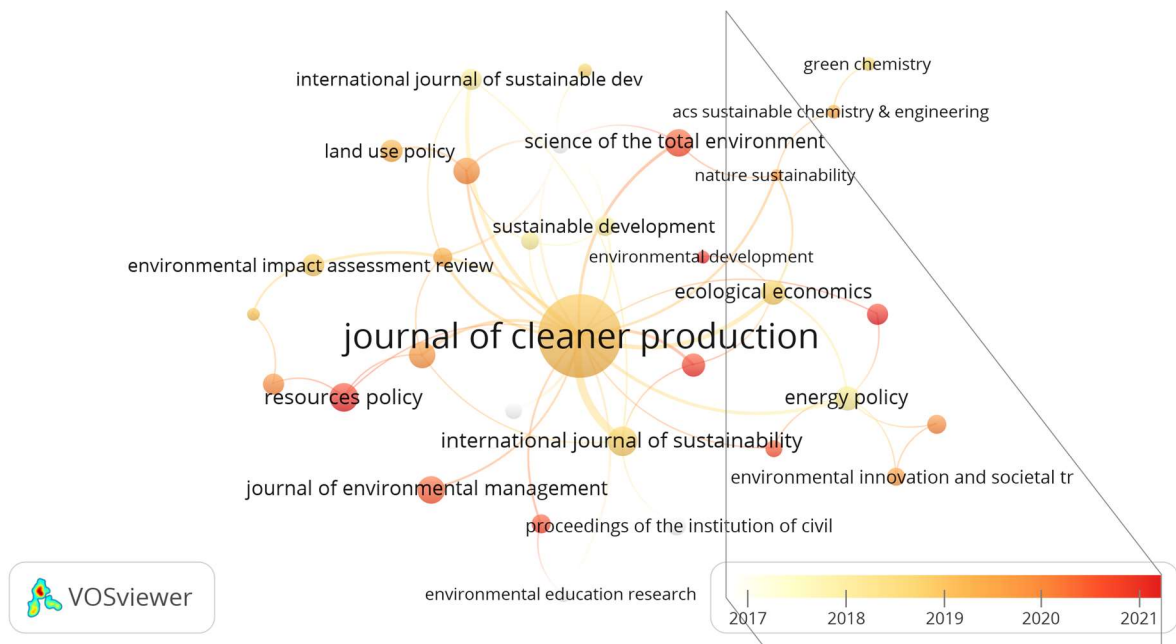 green chemistry
international journal of sustainable dev
acs sustainable chemistry & engineering
science of the total environment
land use policy
nature sustainability
sustainable development
environmental development
environmental impact assessment review
ecological economics
journal of cleaner production
resources policy
energy policy
international journal of sustainability
environmental innovation and societal tr
journal of environmental management
proceedings of the institution of civil
environmental education research
VOSviewer
2017 2018 2019 2020 2021